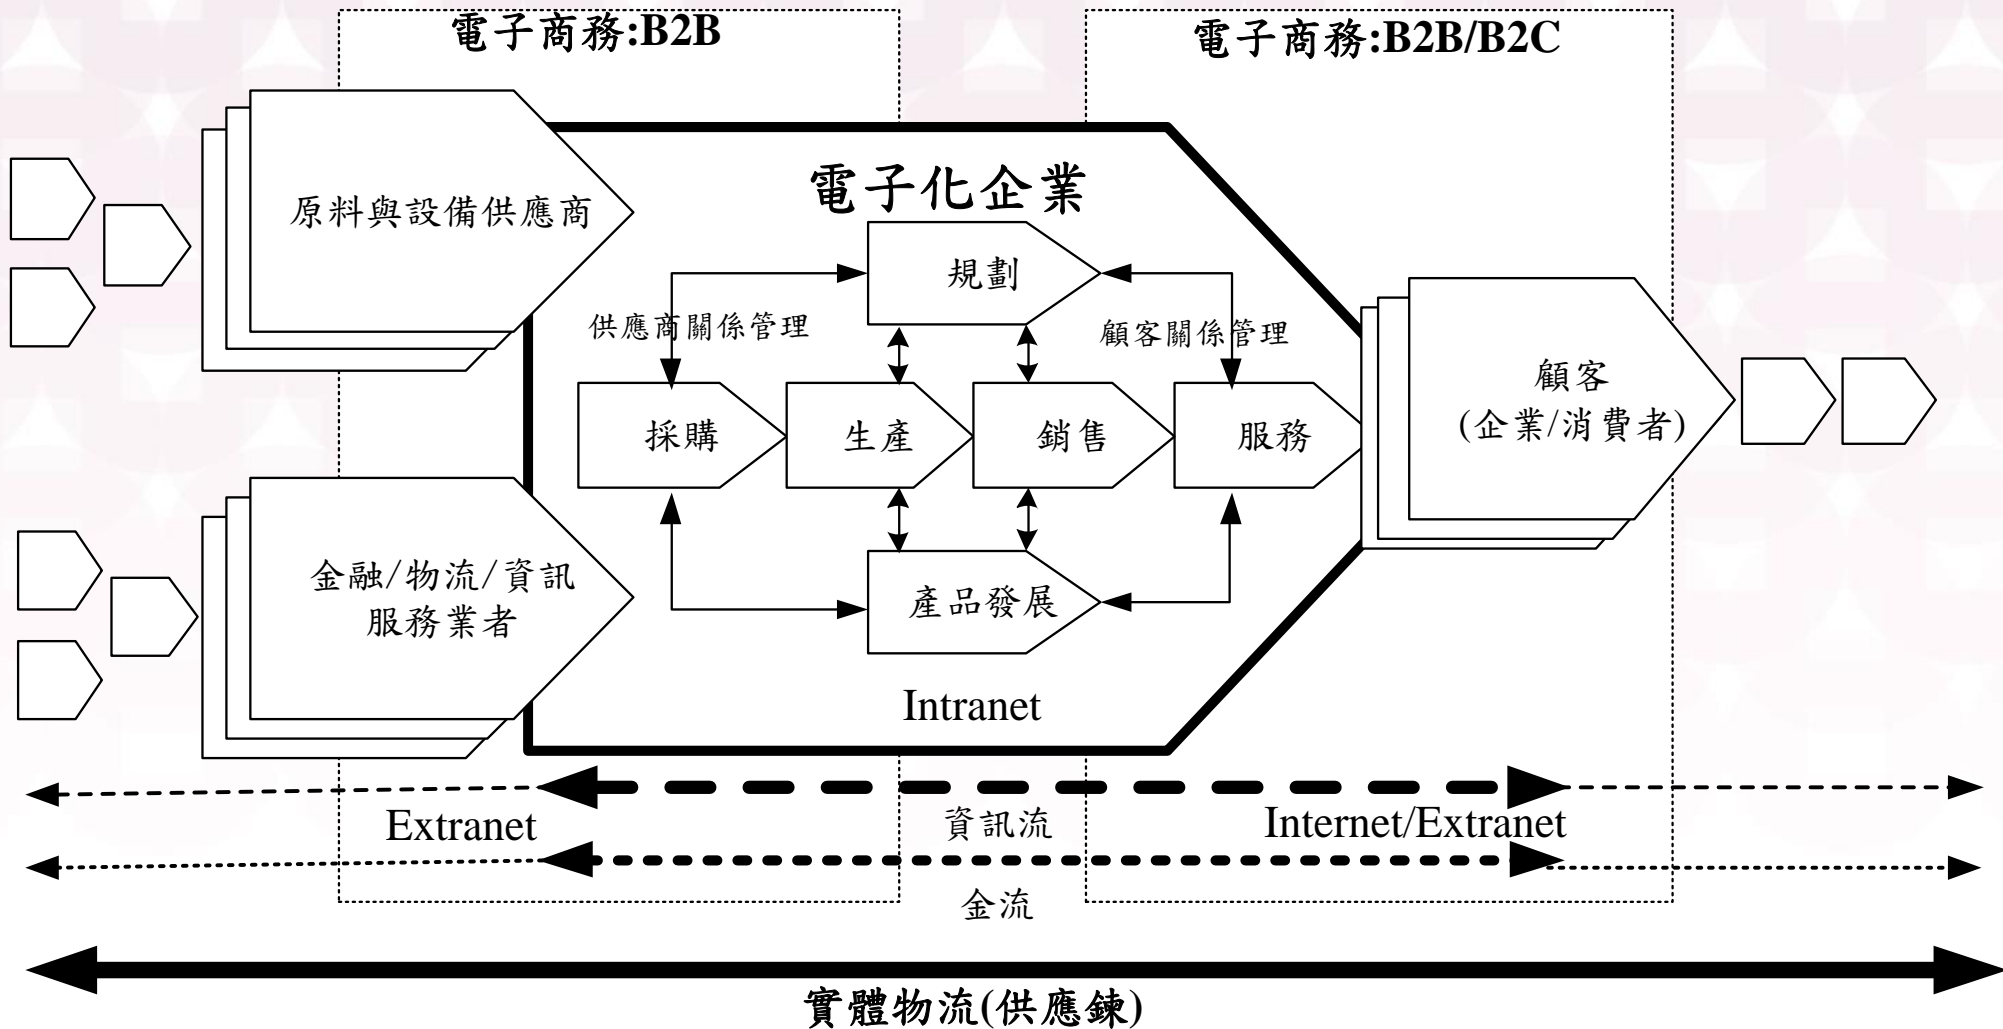 電子商務:B2B
電子商務:B2B/B2C
電子化企業
原料與設備供應商
規劃
供應商關係管理
顧客關係管理
採購
生產
銷售
服務
顧客
(企業/消費者)
金融/物流/資訊
服務業者
產品發展
Intranet
Extranet
資訊流
Internet/Extranet
金流
實體物流(供應鍊)